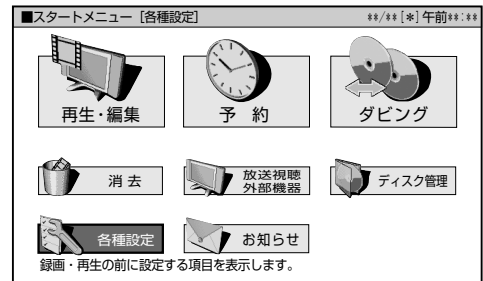 ■スタートメニュー［各種設定］ **/**[*]午前**:**
再生・編集 予 約 ダビング
消 去 放送視聴 外部機器 ディスク管理
各種設定 お知らせ
録画・再生の前に設定する項目を表示します。